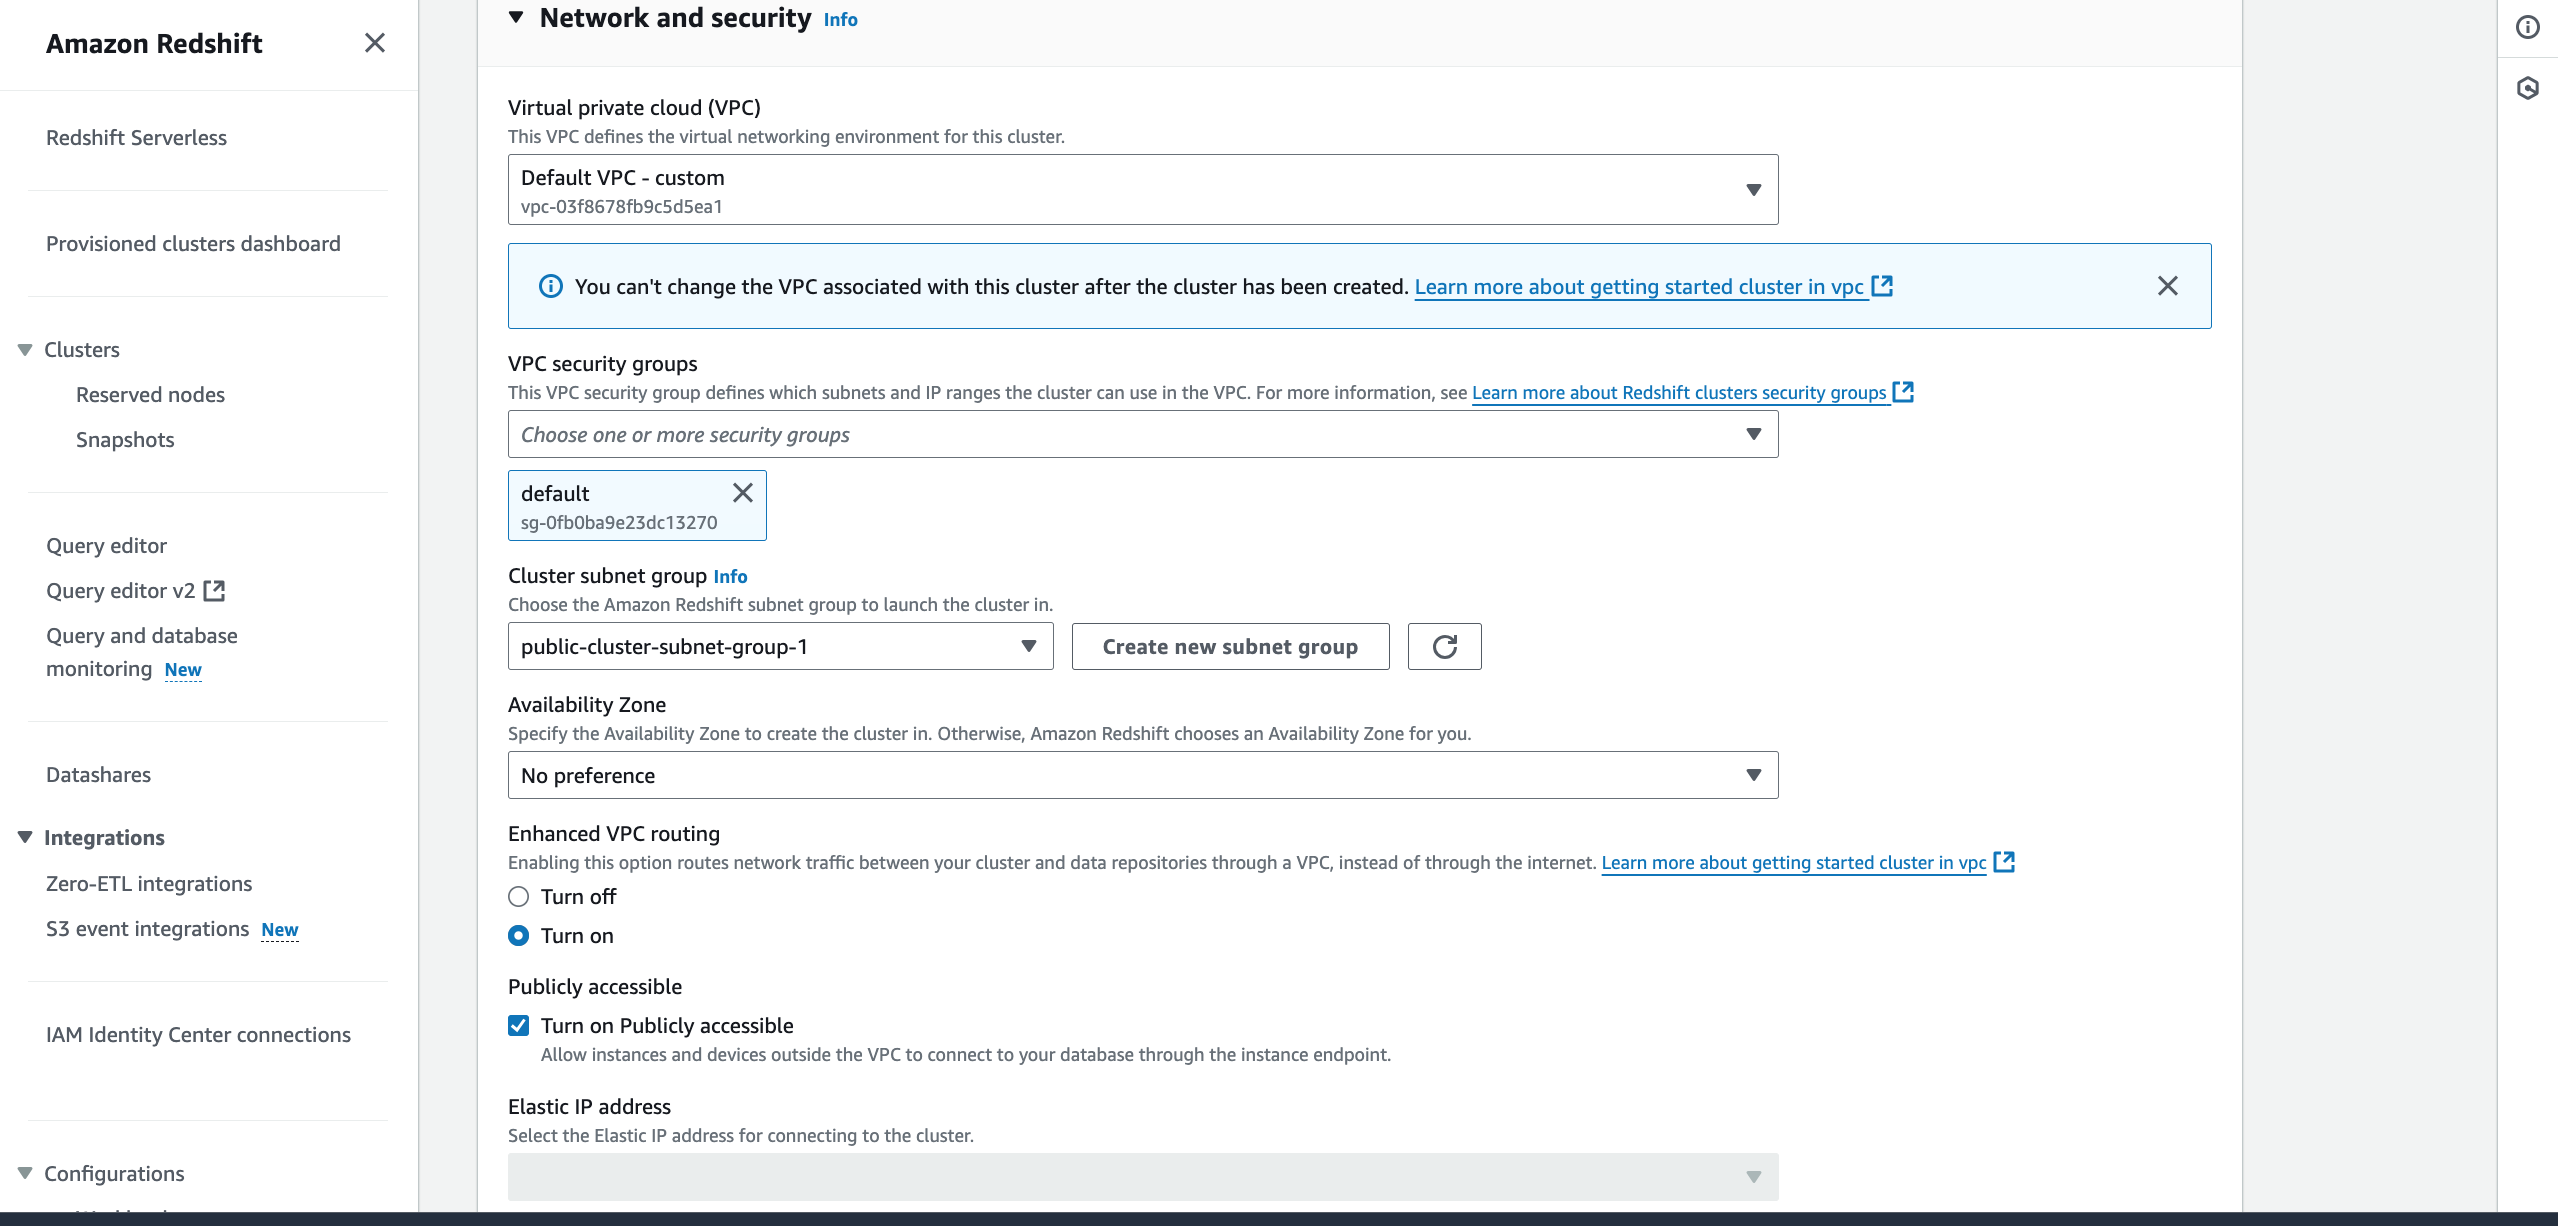 Amazon Redshift
Redshift Serverless
Provisioned clusters dashboard
Clusters
Reserved nodes
Snapshots
Query editor
Query editor v2
Query and database
monitoring New
Datashares
Integrations
Zero-ETL integrations
S3 event integrations New
IAM Identity Center connections
Configurations
Network and security Info
Virtual private cloud (VPC)
This VPC defines the virtual networking environment for this cluster.
Default VPC - custom
vpc-03f8678fb9c5d5ea1
You can't change the VPC associated with this cluster after the cluster has been created. Learn more about getting started cluster in vpc
VPC security groups
This VPC security group defines which subnets and IP ranges the cluster can use in the VPC. For more information, see Learn more about Redshift clusters security groups
Choose one or more security groups
default
sg-0fb0ba9e23dc13270
Cluster subnet group Info
Choose the Amazon Redshift subnet group to launch the cluster in.
public-cluster-subnet-group-1
Create new subnet group
Availability Zone
Specify the Availability Zone to create the cluster in. Otherwise, Amazon Redshift chooses an Availability Zone for you.
No preference
Enhanced VPC routing
Enabling this option routes network traffic between your cluster and data repositories through a VPC, instead of through the internet. Learn more about getting started cluster in vpc
Turn off
Turn on
Publicly accessible
Turn on Publicly accessible
Allow instances and devices outside the VPC to connect to your database through the instance endpoint.
Elastic IP address
Select the Elastic IP address for connecting to the cluster.